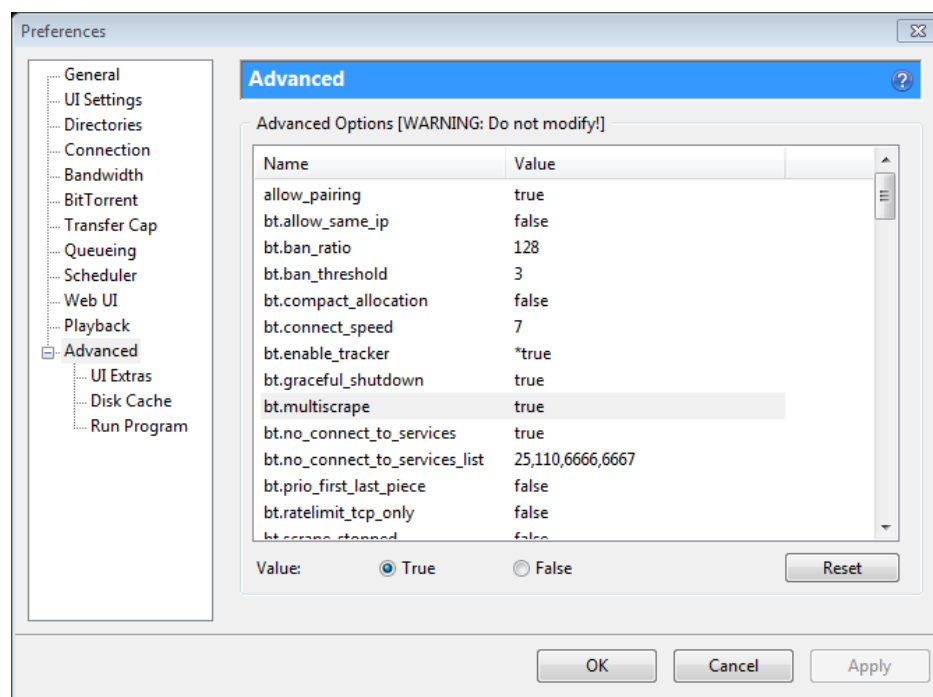 Preferences
General
UI Settings
Directories
Connection
Bandwidth
BitTorrent
Transfer Cap
Queueing
Scheduler
Web UI
Playback
Advanced
UI Extras
Disk Cache
Run Program
Advanced
?
Advanced Options [WARNING: Do not modify!]
Name Value
allow_pairing true
bt.allow_same_ip false
bt.ban_ratio 128
bt.ban_threshold 3
bt.compact_allocation false
bt.connect_speed 7
bt.enable_tracker *true
bt.graceful_shutdown true
bt.multiscrape true
bt.no_connect_to_services true
bt.no_connect_to_services_list 25,110,6666,6667
bt.prio_first_last_piece false
bt.ratelimit_tcp_only false
bt.scrape_stopped false
Value: True False Reset
OK Cancel Apply